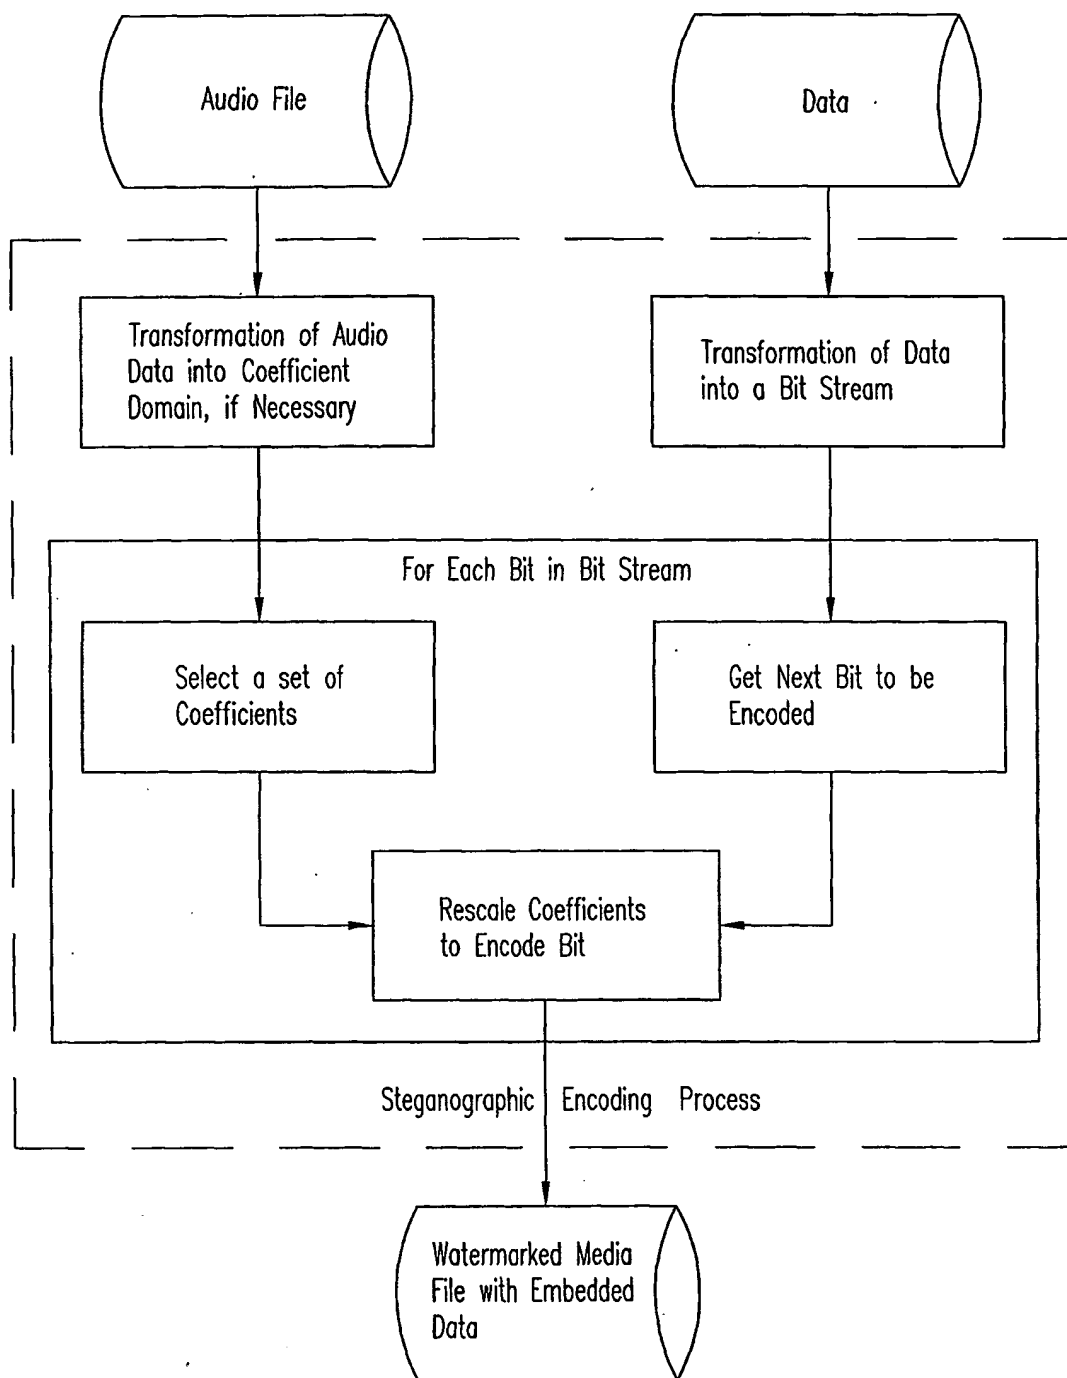 Audio File
Data
Transformation of Audio
Data into Coefficient
Domain, if Necessary
Transformation of Data
into a Bit Stream
For Each Bit in Bit Stream
Select a set of
Coefficients
Get Next Bit to be
Encoded
Rescale Coefficients
to Encode Bit
Steganographic Encoding Process
Watermarked Media
File with Embedded
Data